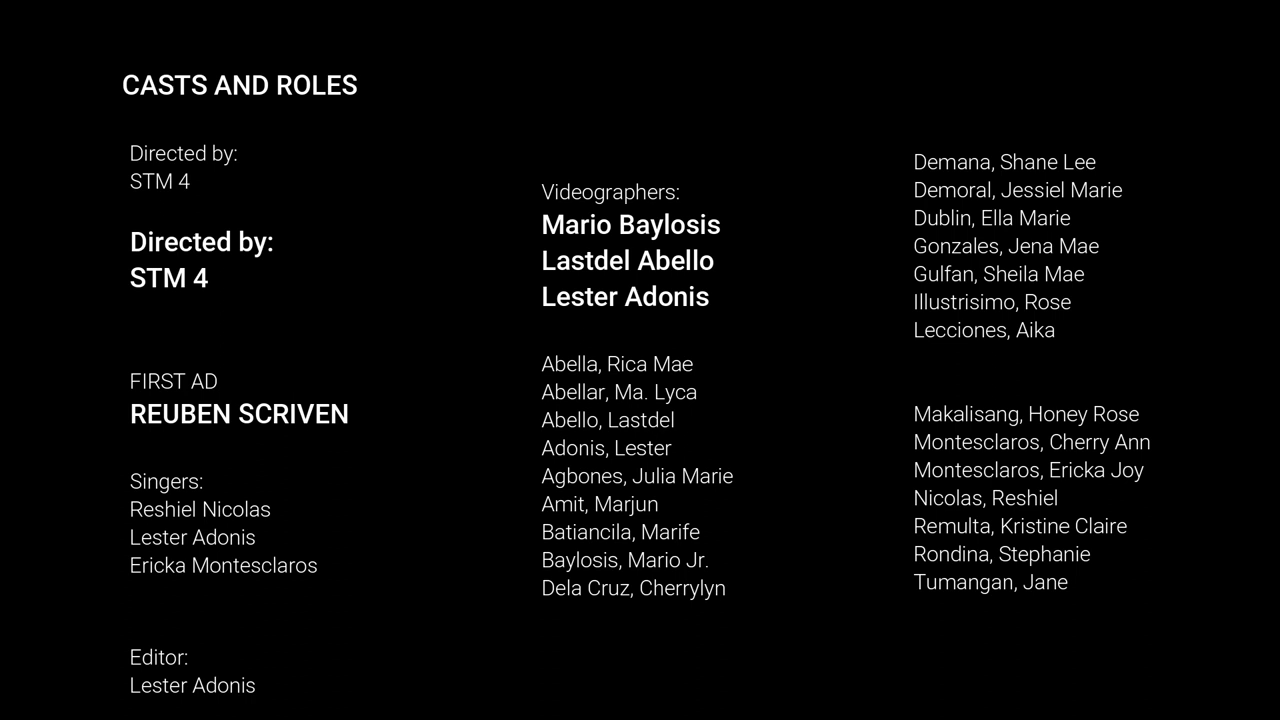 CASTS AND ROLES
Directed by:
STM 4
Directed by:
STM 4
FIRST AD
REUBEN SCRIVEN
Singers:
Reshiel Nicolas
Lester Adonis
Ericka Montesclaros
Editor:
Lester Adonis
Videographers:
Mario Baylosis
Lastdel Abello
Lester Adonis
Abella, Rica Mae
Abellar, Ma. Lyca
Abello, Lastdel
Adonis, Lester
Agbones, Julia Marie
Amit, Marjun
Batiancila, Marife
Baylosis, Mario Jr.
Dela Cruz, Cherrylyn
Demana, Shane Lee
Demoral, Jessiel Marie
Dublin, Ella Marie
Gonzales, Jena Mae
Gulfan, Sheila Mae
Illustrisimo, Rose
Lecciones, Aika
Makalisang, Honey Rose
Montesclaros, Cherry Ann
Montesclaros, Ericka Joy
Nicolas, Reshiel
Remulta, Kristine Claire
Rondina, Stephanie
Tumangan, Jane